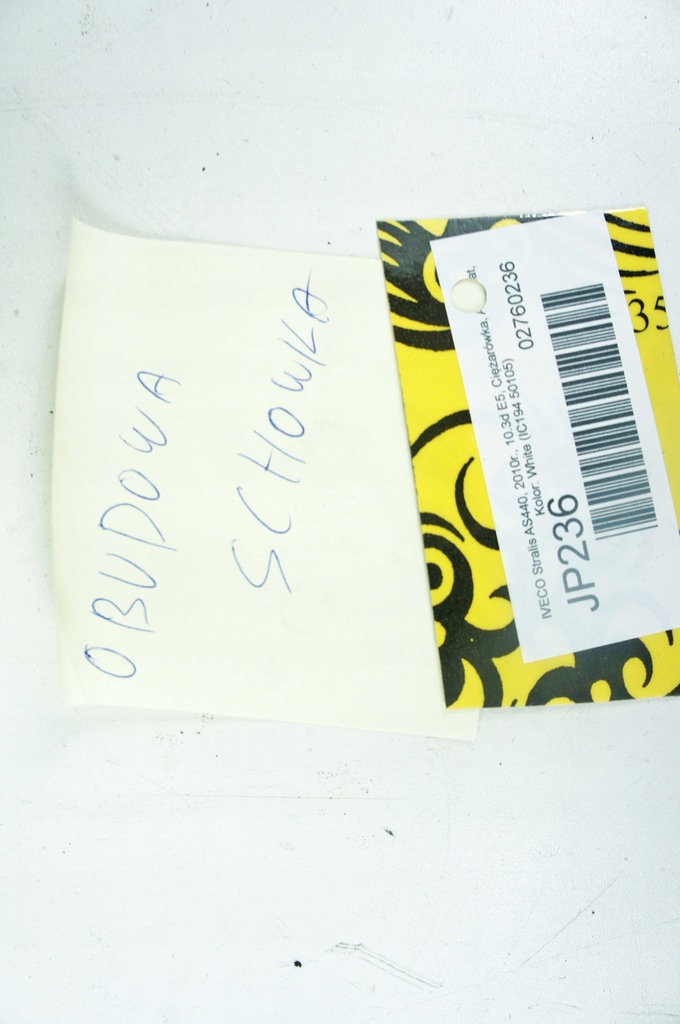 OBUDOWA
SCHOWKA
IVECO Stralis AS440, 2010r., 10.3d E5, Ciężarówka,
Kolor: White (IC194 50105)
JP236
02760236
35